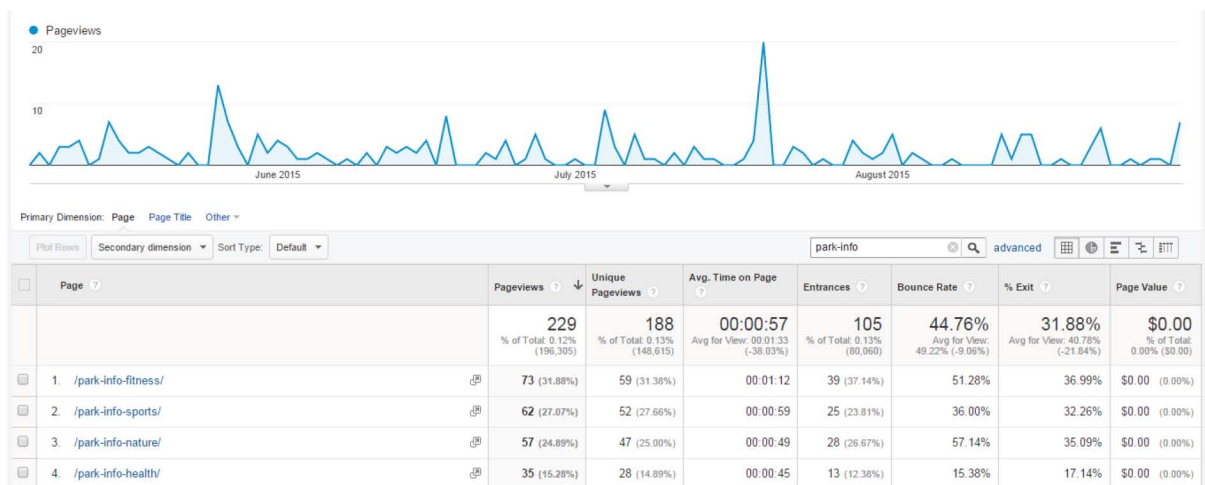 Pageviews
20
10
June 2015
July 2015
August 2015
Primary Dimension: Page Page Title Other
Plot Rows Secondary dimension Sort Type: Default park-info advanced
Page ? Pageviews ? Unique Pageviews ? Avg. Time on Page ? Entrances ? Bounce Rate ? % Exit ? Page Value ?
229 188 00:00:57 105 44.76% 31.88% $0.00
% of Total: 0.12% (196,305) % of Total: 0.13% (148,615) Avg for View: 00:01:33 (-38.03%) % of Total: 0.13% (80,060) Avg for View: 49.22% (-9.06%) Avg for View: 40.78% (-21.84%) % of Total: 0.00% ($0.00)
1. /park-info-fitness/ 73 (31.88%) 59 (31.38%) 00:01:12 39 (37.14%) 51.28% 36.99% $0.00 (0.00%)
2. /park-info-sports/ 62 (27.07%) 52 (27.66%) 00:00:59 25 (23.81%) 36.00% 32.26% $0.00 (0.00%)
3. /park-info-nature/ 57 (24.89%) 47 (25.00%) 00:00:49 28 (26.67%) 57.14% 35.09% $0.00 (0.00%)
4. /park-info-health/ 35 (15.28%) 28 (14.89%) 00:00:45 13 (12.38%) 15.38% 17.14% $0.00 (0.00%)